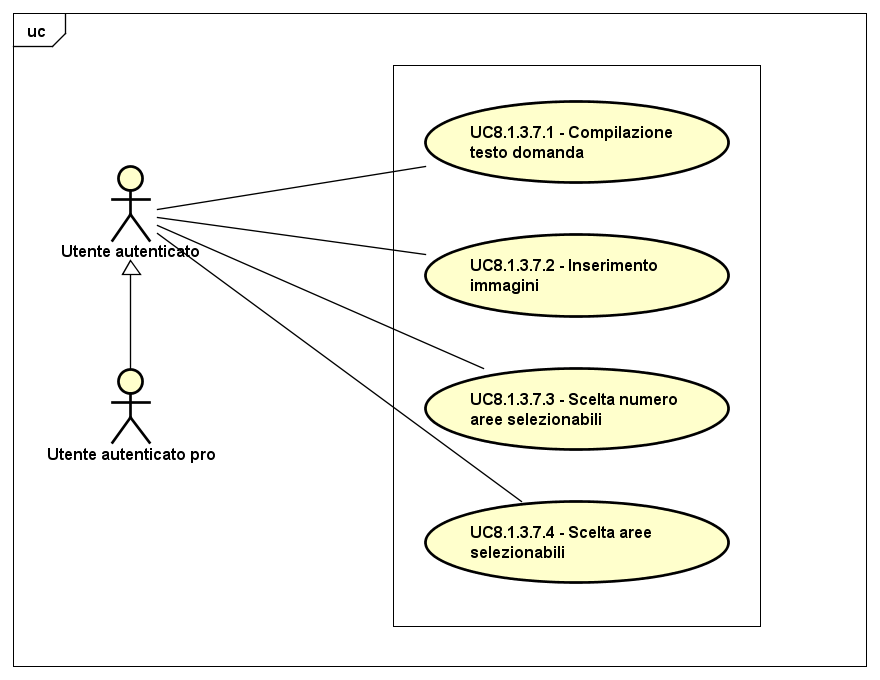 uc
UC8.1.3.7.1 - Compilazione
testo domanda
Utente autenticato
UC8.1.3.7.2 - Inserimento
immagini
UC8.1.3.7.3 - Scelta numero
aree selezionabili
Utente autenticato pro
UC8.1.3.7.4 - Scelta aree
selezionabili